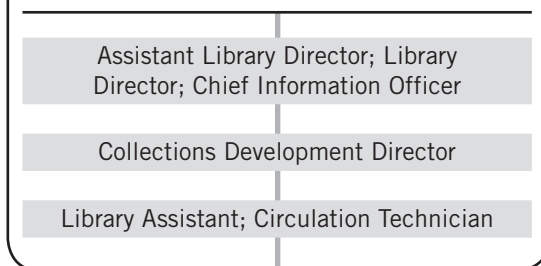 Assistant Library Director; Library
Director; Chief Information Officer
Collections Development Director
Library Assistant; Circulation Technician